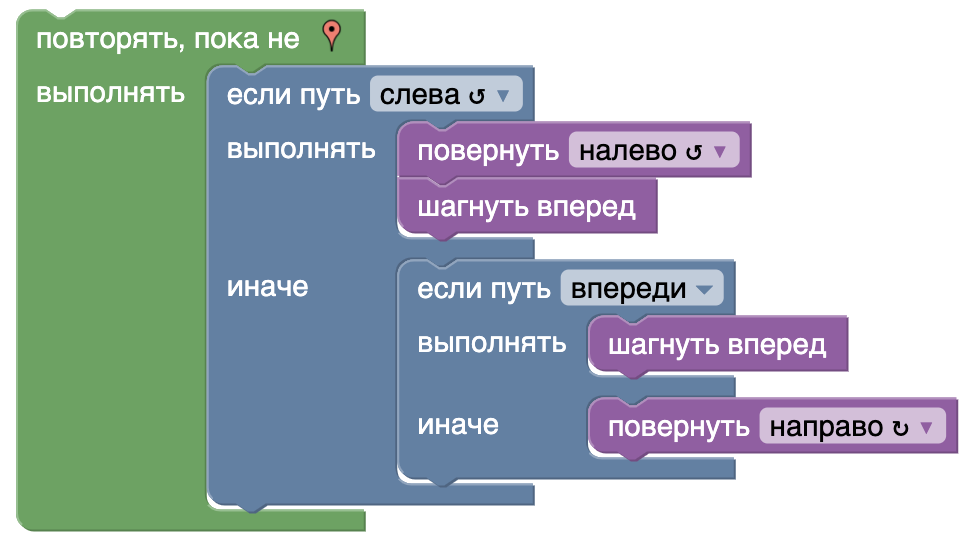 повторять, пока не
выполнять
если путь слева ↺ ▾
выполнять
повернуть налево ↺ ▾
шагнуть вперед
иначе
если путь впереди ▾
выполнять
шагнуть вперед
иначе
повернуть направо ↻ ▾